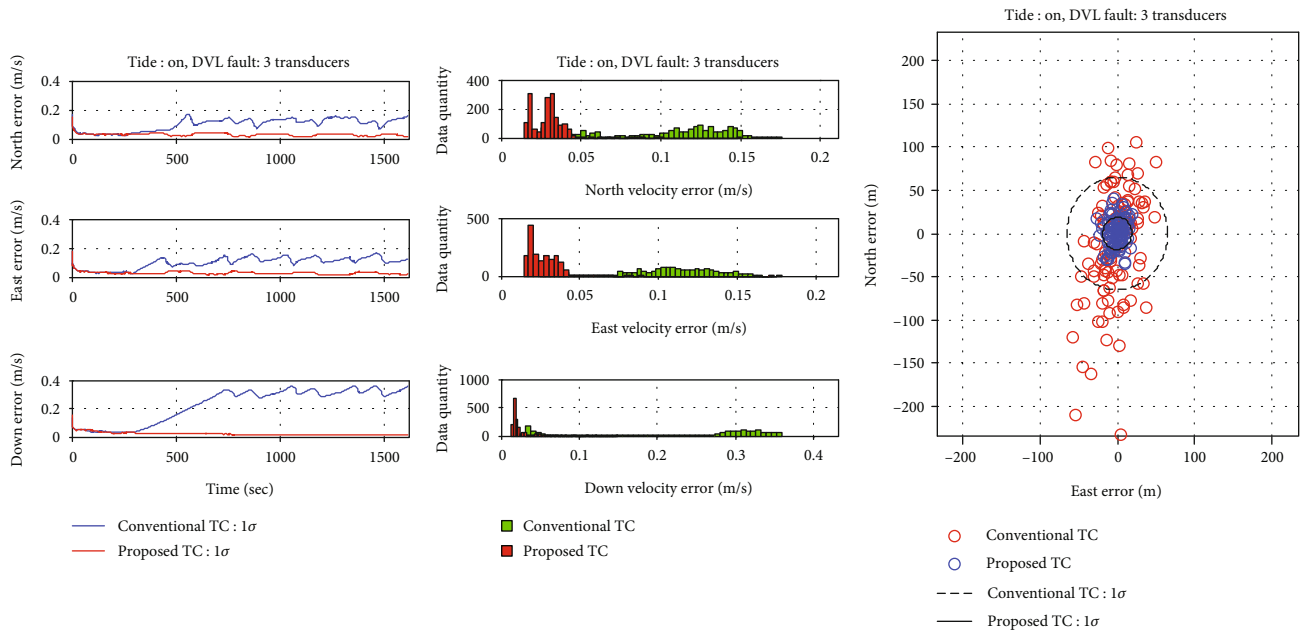 Tide : on, DVL fault: 3 transducers
North error (m/s)
0.4
0.2
0
0
500
1000
1500
East error (m/s)
0.4
0.2
0
0
500
1000
1500
Down error (m/s)
0.4
0.2
0
0
500
1000
1500
Time (sec)
Conventional TC : 1σ
Proposed TC : 1σ
Tide : on, DVL fault: 3 transducers
Data quantity
400
200
0
0
0.05
0.1
0.15
0.2
North velocity error (m/s)
Data quantity
500
0
0
0.05
0.1
0.15
0.2
East velocity error (m/s)
Data quantity
1000
500
0
0
0.1
0.2
0.3
0.4
Down velocity error (m/s)
Conventional TC
Proposed TC
Tide : on, DVL fault: 3 transducers
North error (m)
200
150
100
50
0
−50
−100
−150
−200
−200
−100
0
100
200
East error (m)
Conventional TC
Proposed TC
Conventional TC : 1σ
Proposed TC : 1σ